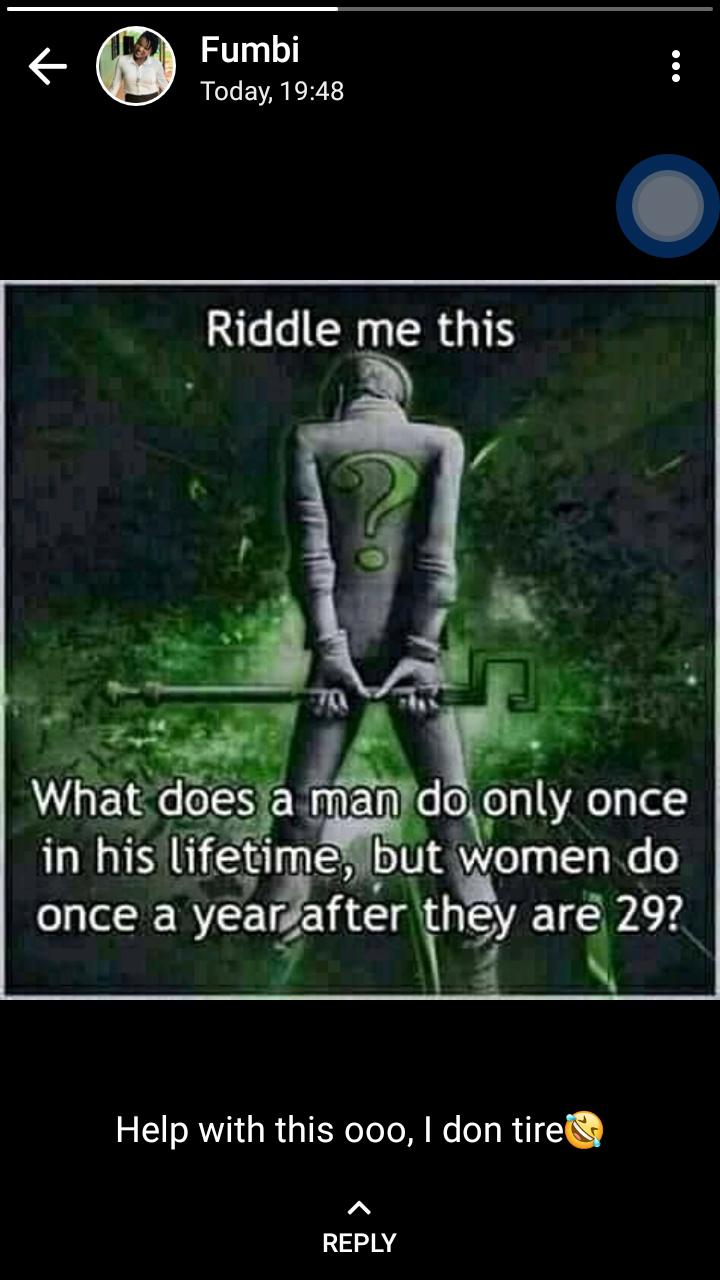 Fumbi
Today, 19:48
Riddle me this
?
What does a man do only once
in his lifetime, but women do
once a year after they are 29?
Help with this ooo, I don tire🤣
REPLY